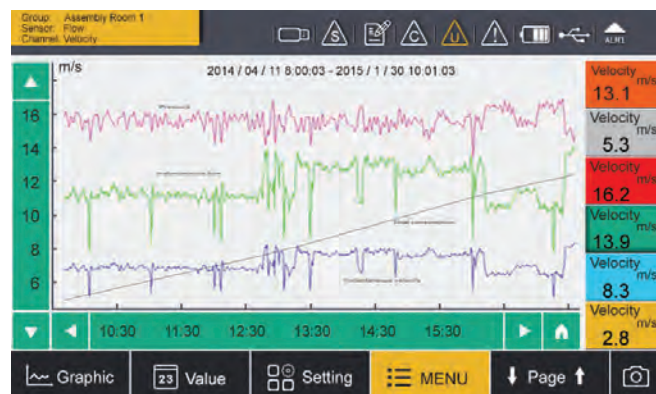 Group: Assembly Room 1
Sensor: Flow
Channel: Velocity
S
C
U
ALM1
m/s
2014 / 04 / 11 8:00:03 - 2015 / 1 / 30 10:01:03
16
14
12
10
8
6
10:30 11:30 12:30 13:30 14:30 15:30
Velocity
m/s
13.1
Velocity
m/s
5.3
Velocity
m/s
16.2
Velocity
m/s
13.9
Velocity
m/s
8.3
Velocity
m/s
2.8
Graphic
23 Value
Setting
MENU
Page